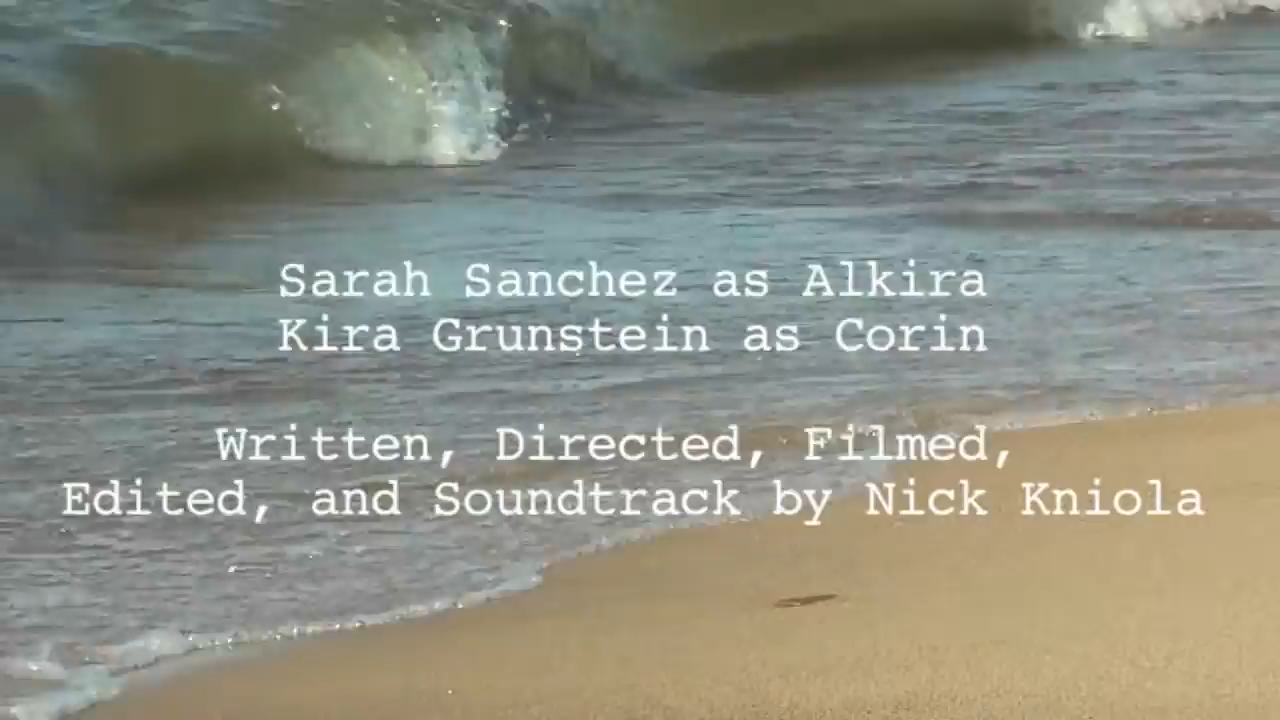 Sarah Sanchez as Alkira
Kira Grunstein as Corin
Written, Directed, Filmed,
Edited, and Soundtrack by Nick Kniola